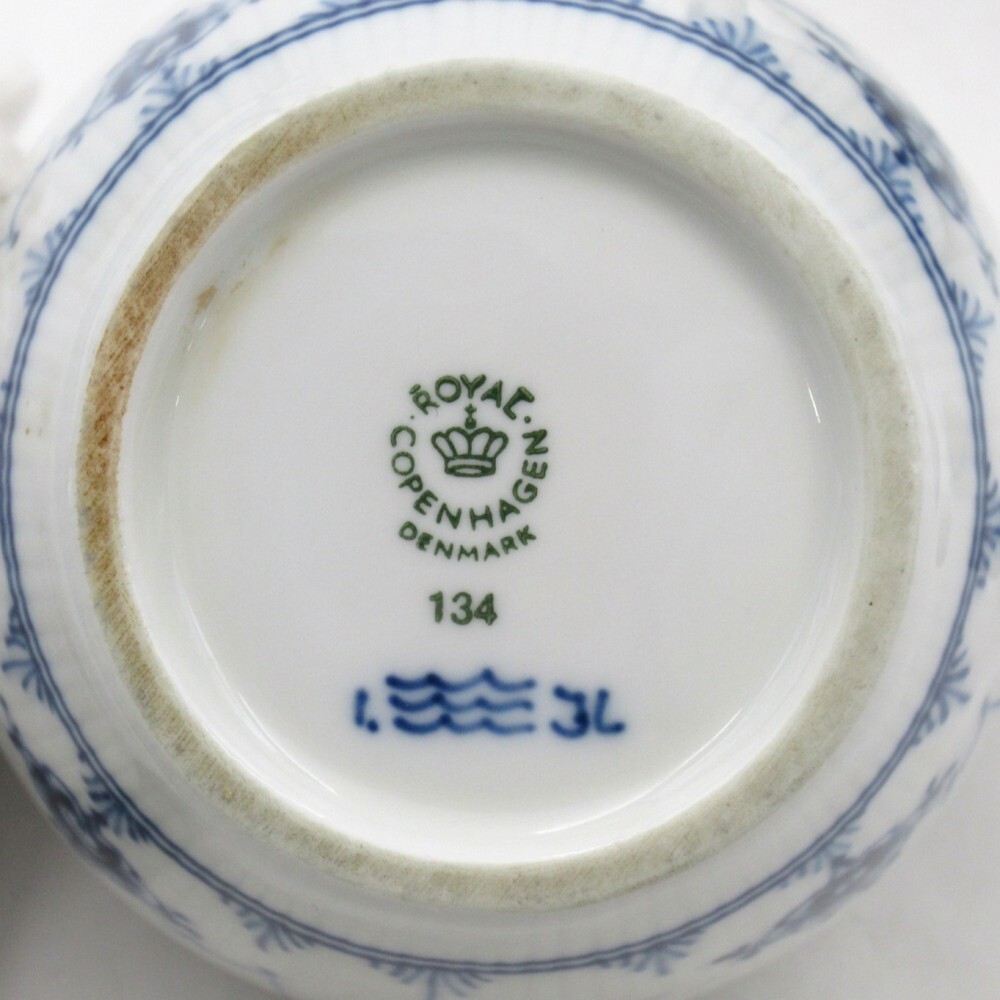 ROYAL
COPENHAGEN
DENMARK
134
1. JL